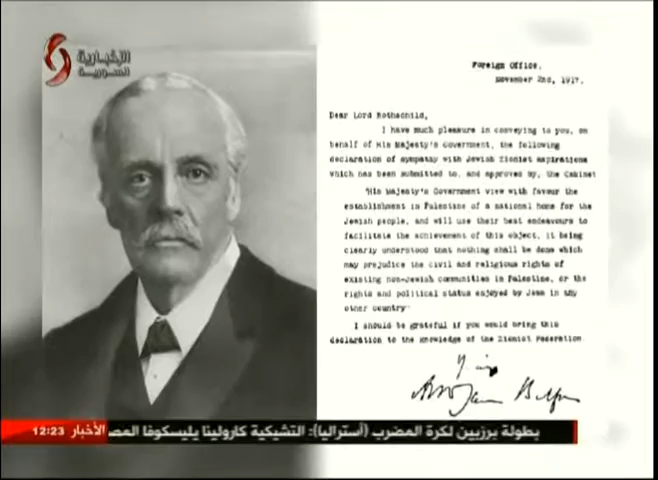 الإخبارية
السورية
Foreign Office,
November 2nd, 1917.
Dear Lord Rothschild,
I have much pleasure in conveying to you, on
behalf of His Majesty's Government, the following
declaration of sympathy with Jewish Zionist aspirations
which has been submitted to, and approved by, the Cabinet
"His Majesty's Government view with favour the
establishment in Palestine of a national home for the
Jewish people, and will use their best endeavours to
facilitate the achievement of this object, it being
clearly understood that nothing shall be done which
may prejudice the civil and religious rights of
existing non-Jewish communities in Palestine, or the
rights and political status enjoyed by Jews in any
other country"
I should be grateful if you would bring this
declaration to the knowledge of the Zionist Federation.
بطولة برزبين لكرة المضرب (أستراليا): التشيكية كارولينا بليسكوفا المص
الأخبار 12:23